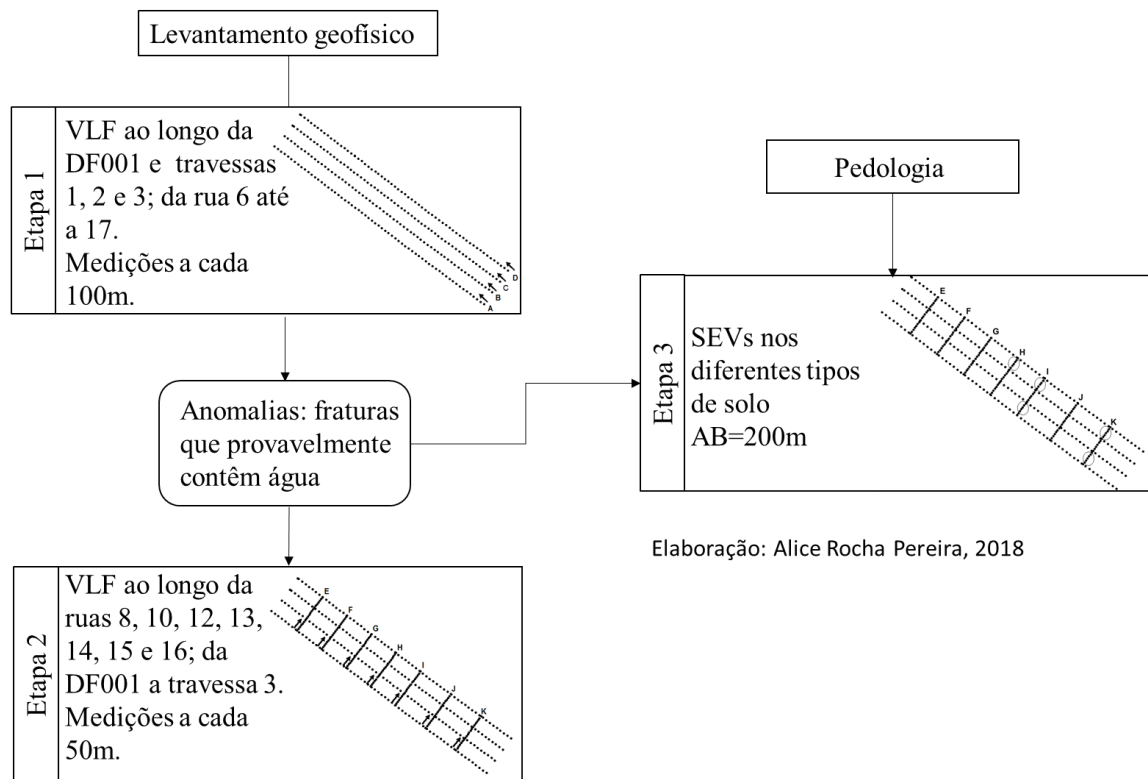 Levantamento geofísico
Etapa 1
VLF ao longo da
DF001 e travessas
1, 2 e 3; da rua 6 até
a 17.
Medições a cada
100m.
D
C
B
A
Anomalias: fraturas
que provavelmente
contêm água
Etapa 2
VLF ao longo da
ruas 8, 10, 12, 13,
14, 15 e 16; da
DF001 a travessa 3.
Medições a cada
50m.
E
F
G
H
I
J
K
Pedologia
Etapa 3
SEVs nos
diferentes tipos
de solo
AB=200m
E
F
G
H
I
J
K
Elaboração: Alice Rocha Pereira, 2018